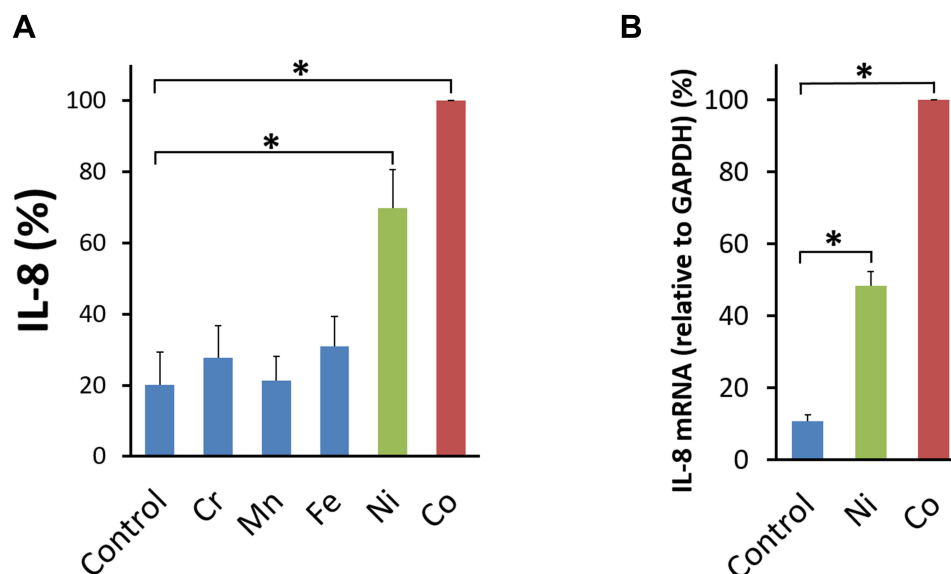 A
IL-8 (%)
100
80
60
40
20
0
*
*
Control
Cr
Mn
Fe
Ni
Co
B
IL-8 mRNA (relative to GAPDH) (%)
100
80
60
40
20
0
*
*
Control
Ni
Co